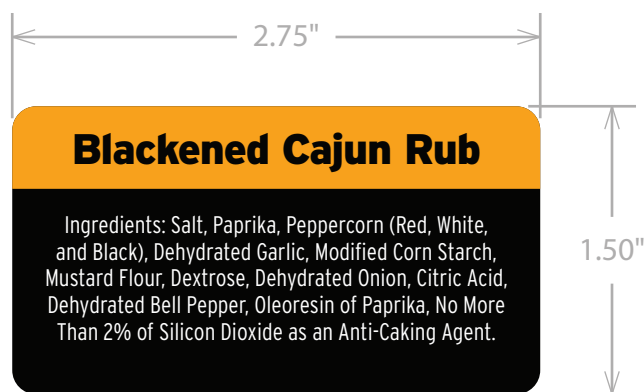 2.75"
Blackened Cajun Rub
1.50"
Ingredients: Salt, Paprika, Peppercorn (Red, White,
and Black), Dehydrated Garlic, Modified Corn Starch,
Mustard Flour, Dextrose, Dehydrated Onion, Citric Acid,
Dehydrated Bell Pepper, Oleoresin of Paprika, No More
Than 2% of Silicon Dioxide as an Anti-Caking Agent.